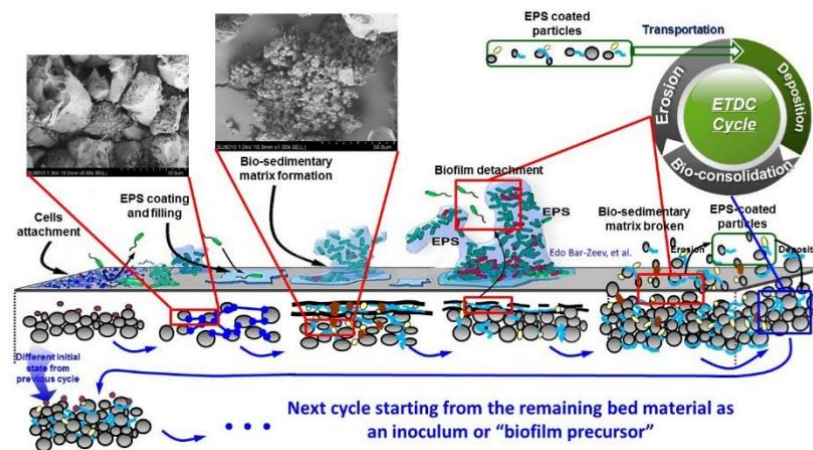 EPS coated
particles
Transportation
Erosion
Deposition
Bio-consolidation
ETDC
Cycle
Bio-sedimentary
matrix formation
Biofilm detachment
EPS coating
and filling
Cells
attachment
EPS
EPS
Edo Bar-Zeev, et al.
Bio-sedimentary
matrix broken
EPS-coated
particles
Erosion
Deposit
Different initial
state from
previous cycle
Next cycle starting from the remaining bed material as
an inoculum or “biofilm precursor”